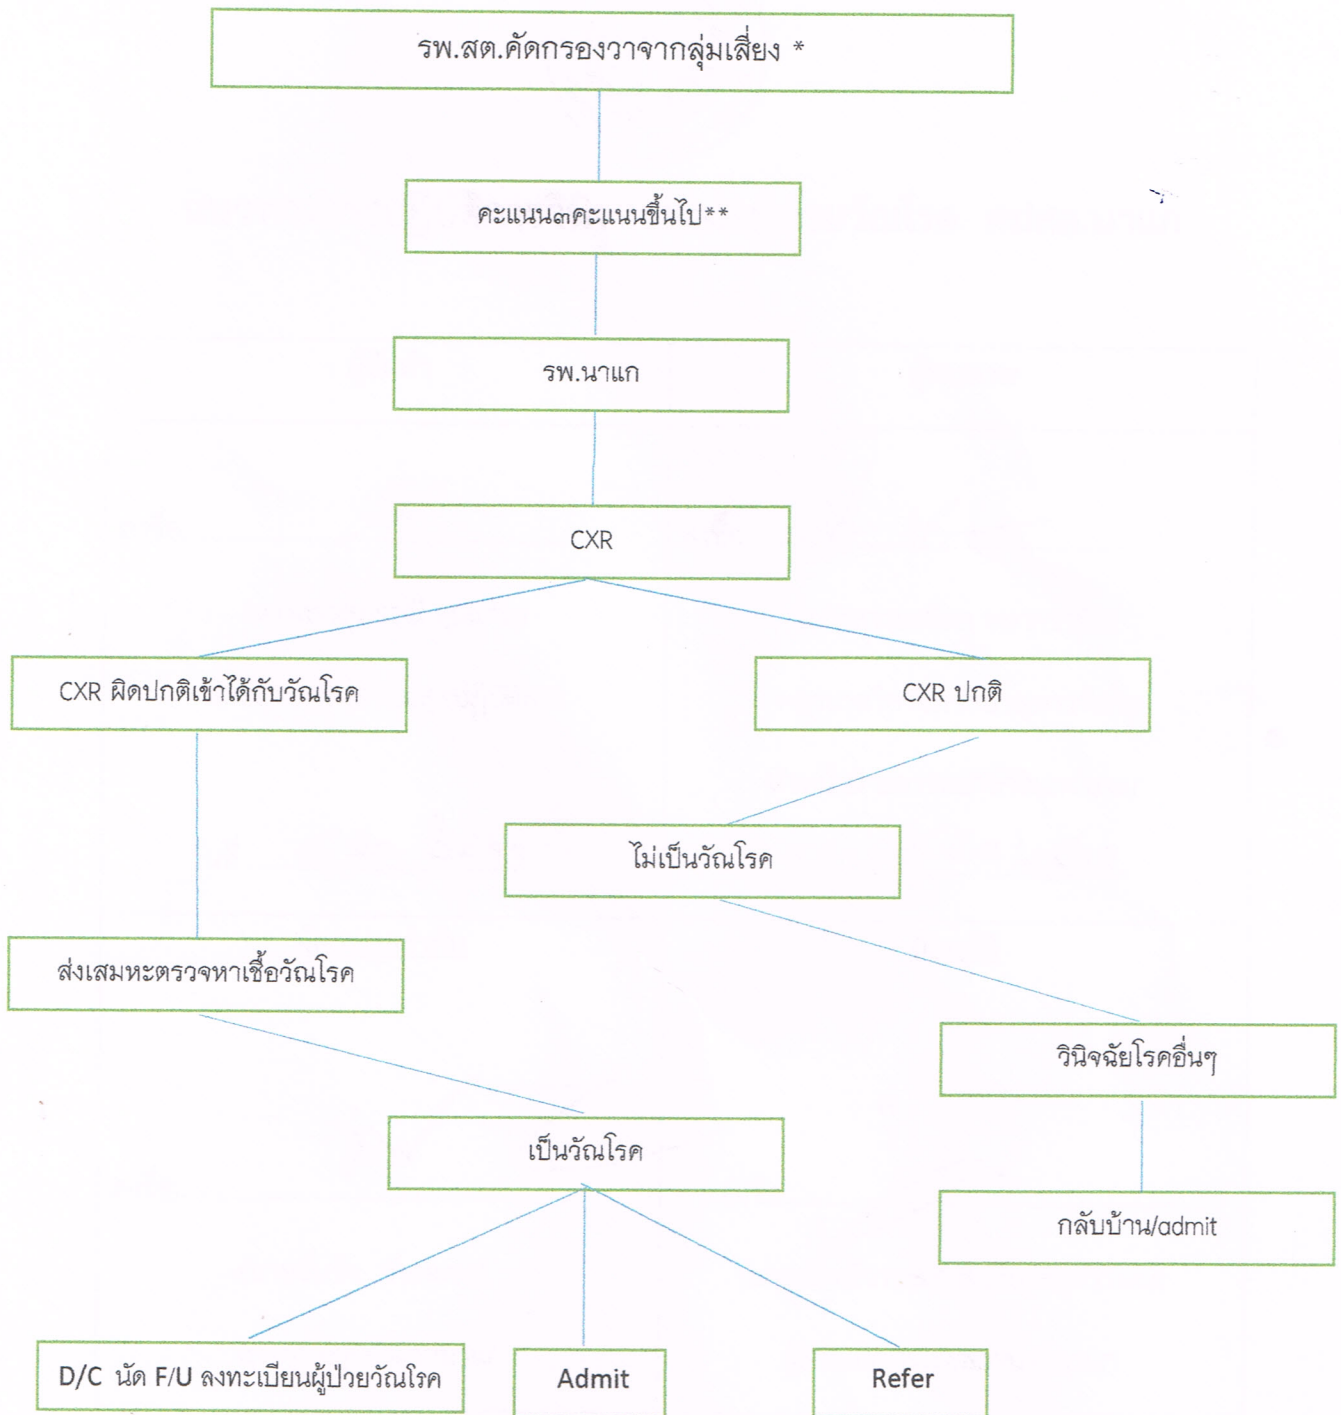 รพ.สต.คัดกรองวาจากลุ่มเสี่ยง *
คะแนน๓คะแนนขึ้นไป**
รพ.นาแก
CXR
CXR ผิดปกติเข้าได้กับวัณโรค
CXR ปกติ
ไม่เป็นวัณโรค
ส่งเสมหะตรวจหาเชื้อวัณโรค
วินิจฉัยโรคอื่นๆ
เป็นวัณโรค
กลับบ้าน/admit
D/C นัด F/U ลงทะเบียนผู้ป่วยวัณโรค
Admit
Refer